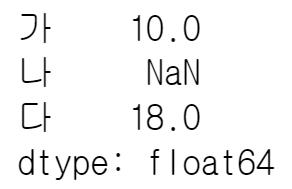 가    10.0
나     NaN
다    18.0
dtype: float64